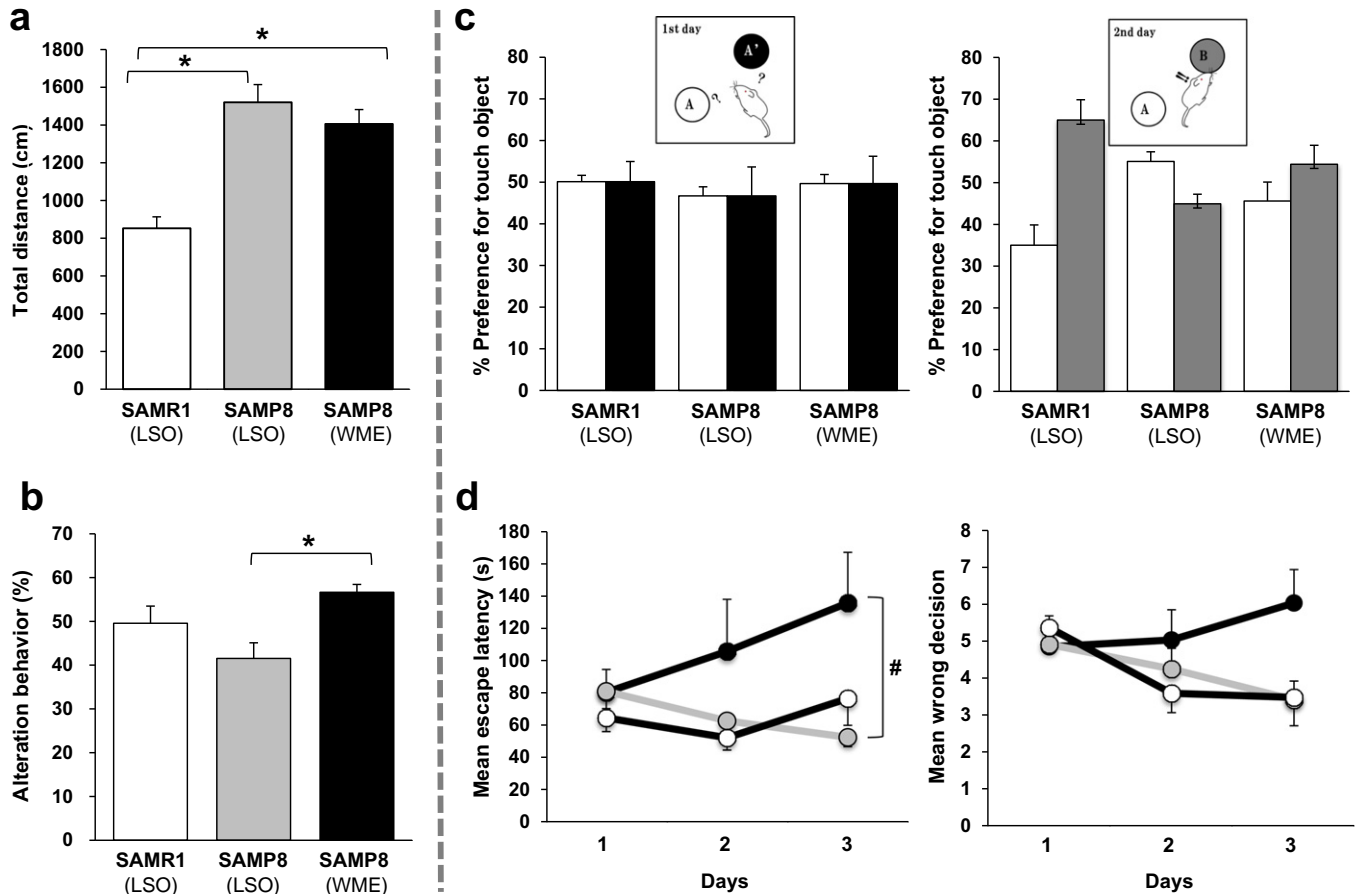 a
*
*
Total distance (cm)
1800
1600
1400
1200
1000
800
600
400
200
0
SAMR1 SAMP8 SAMP8
(LSO) (LSO) (WME)
b
*
Alteration behavior (%)
70
60
50
40
30
20
10
0
SAMR1 SAMP8 SAMP8
(LSO) (LSO) (WME)
c
% Preference for touch object
80
70
60
50
40
30
20
10
0
1st day
A'
?
A ?
SAMR1 SAMP8 SAMP8
(LSO) (LSO) (WME)
% Preference for touch object
80
70
60
50
40
30
20
10
0
2nd day
B
!!
A
SAMR1 SAMP8 SAMP8
(LSO) (LSO) (WME)
d
Mean escape latency (s)
180
160
140
120
100
80
60
40
20
0
#
1 2 3
Days
Mean wrong decision
8
7
6
5
4
3
2
1
0
1 2 3
Days